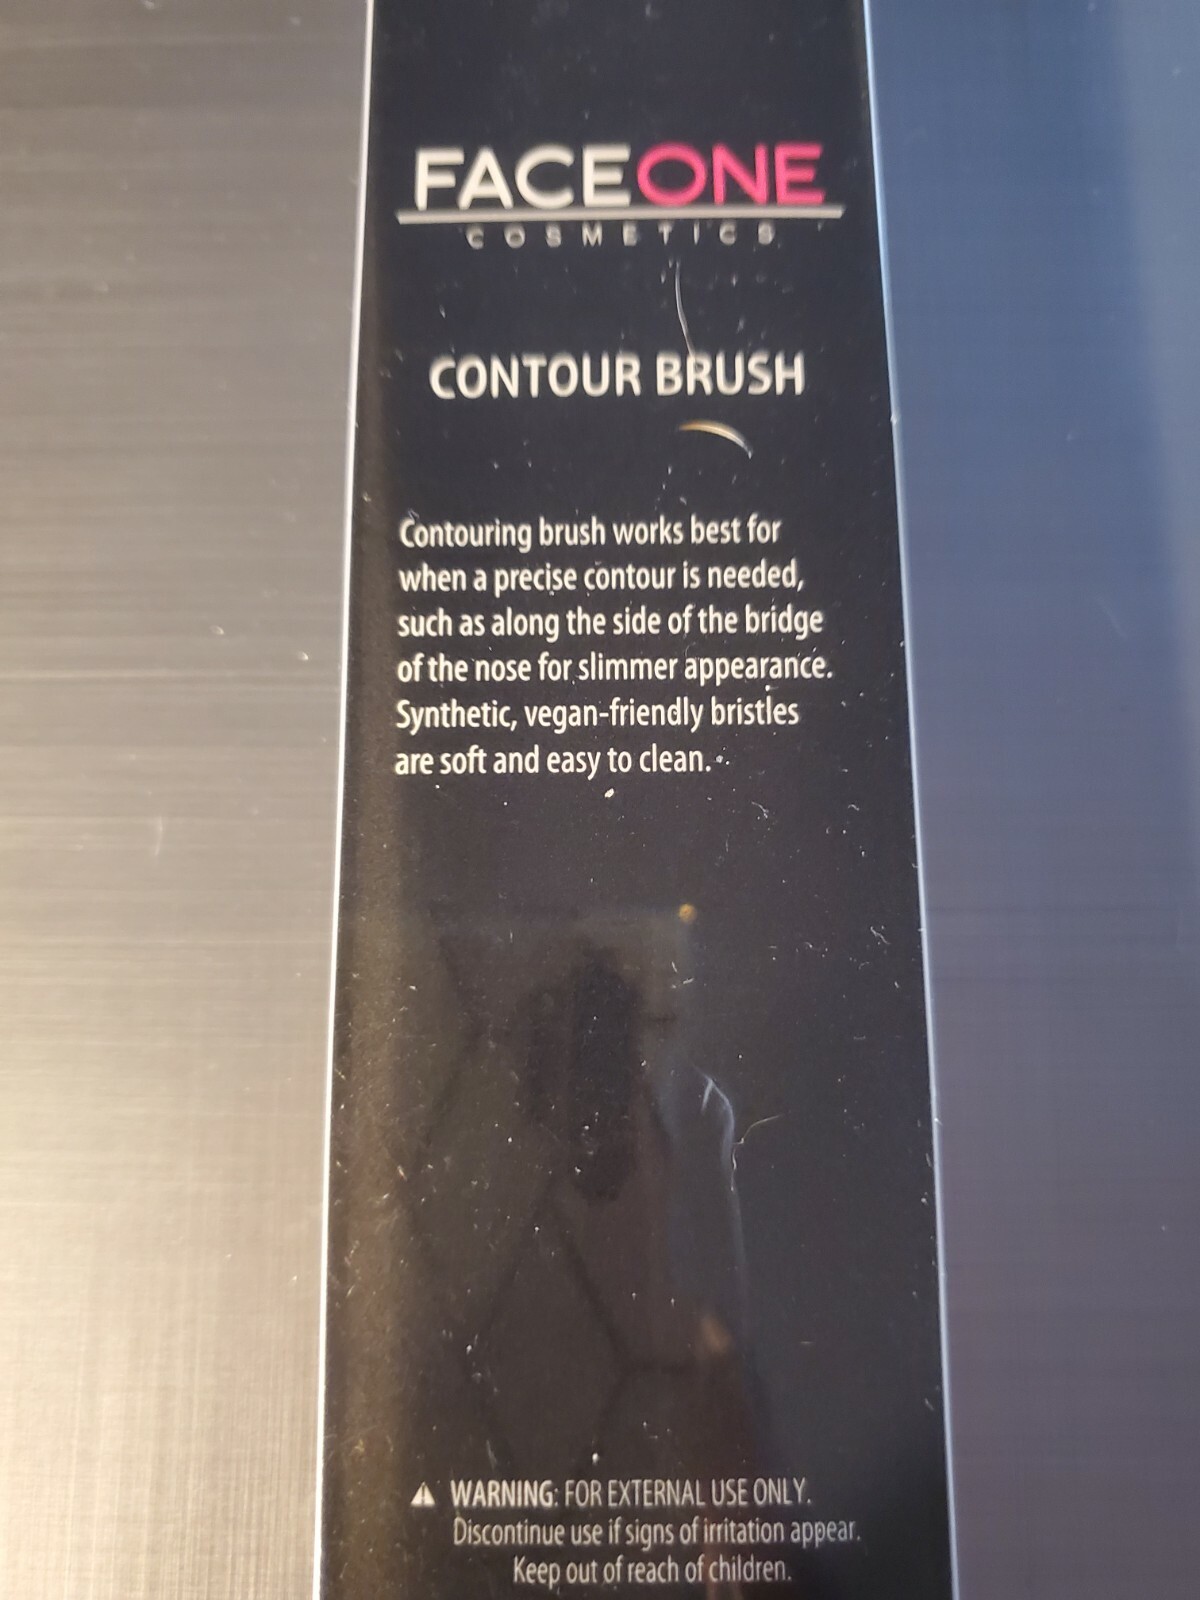 FACEONE
COSMETICS
CONTOUR BRUSH
Contouring brush works best for
when a precise contour is needed,
such as along the side of the bridge
of the nose for slimmer appearance.
Synthetic, vegan-friendly bristles
are soft and easy to clean.
WARNING: FOR EXTERNAL USE ONLY.
Discontinue use if signs of irritation appear.
Keep out of reach of children.